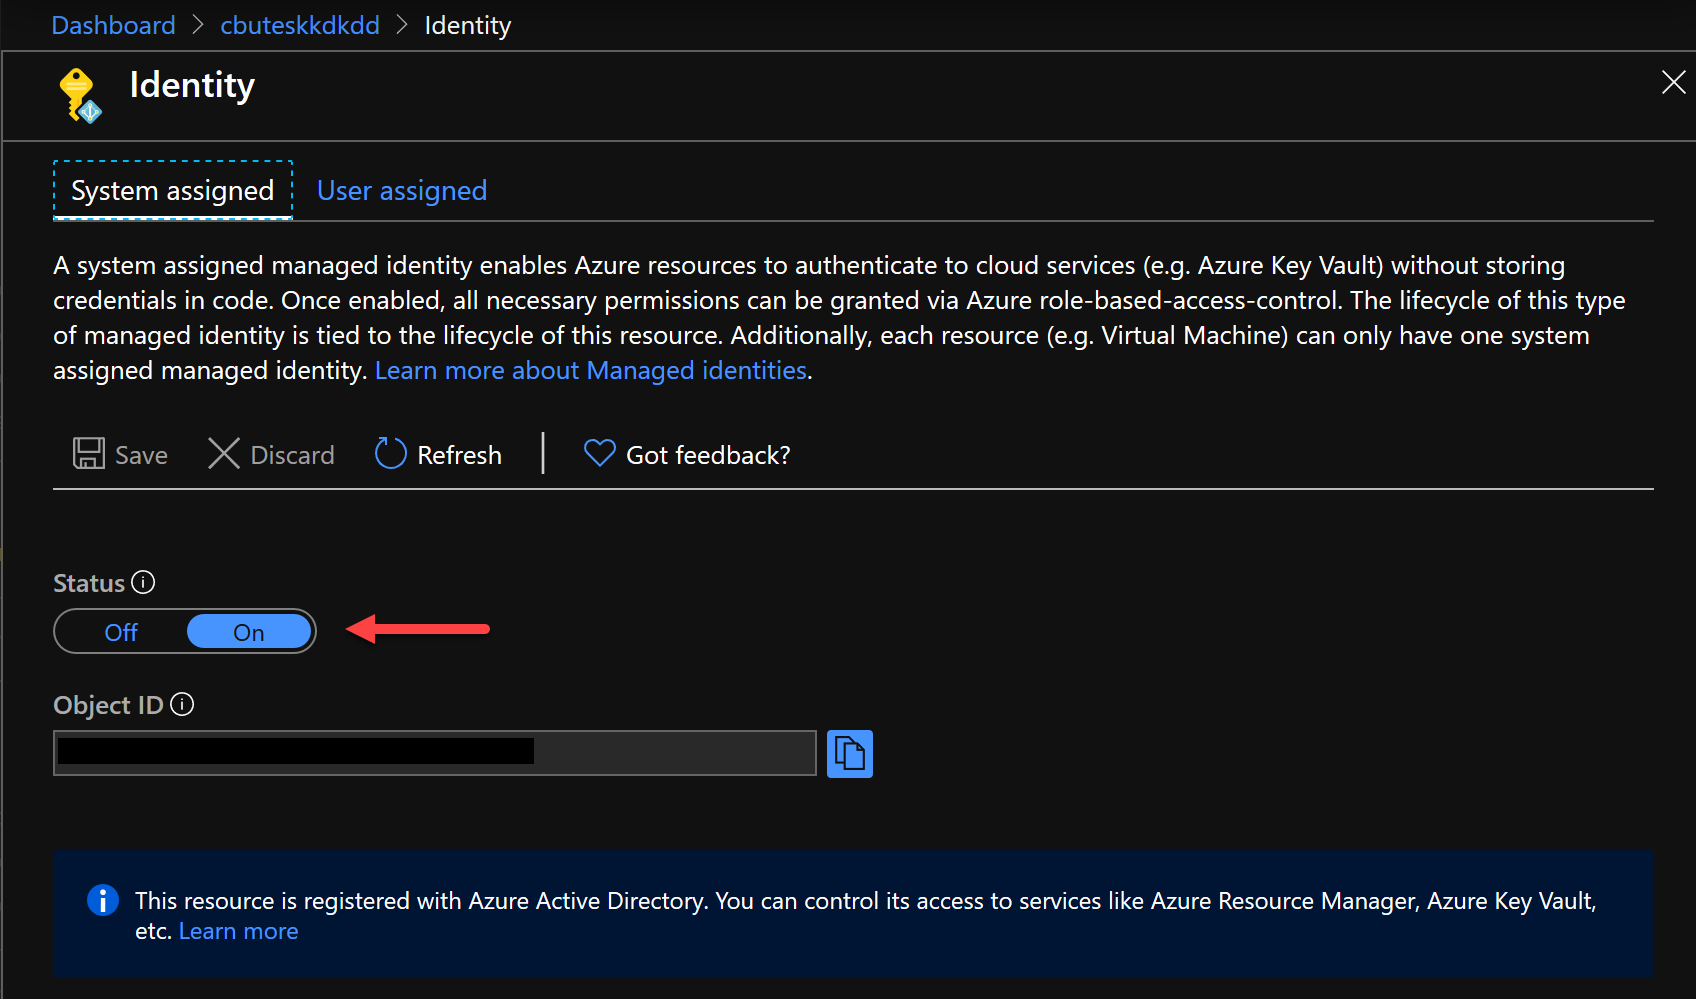 Dashboard > cbuteskkdkdd > Identity
Identity
System assigned User assigned
A system assigned managed identity enables Azure resources to authenticate to cloud services (e.g. Azure Key Vault) without storing
credentials in code. Once enabled, all necessary permissions can be granted via Azure role-based-access-control. The lifecycle of this type
of managed identity is tied to the lifecycle of this resource. Additionally, each resource (e.g. Virtual Machine) can only have one system
assigned managed identity. Learn more about Managed identities.
Save Discard Refresh Got feedback?
Status
Off On
Object ID
This resource is registered with Azure Active Directory. You can control its access to services like Azure Resource Manager, Azure Key Vault,
etc. Learn more